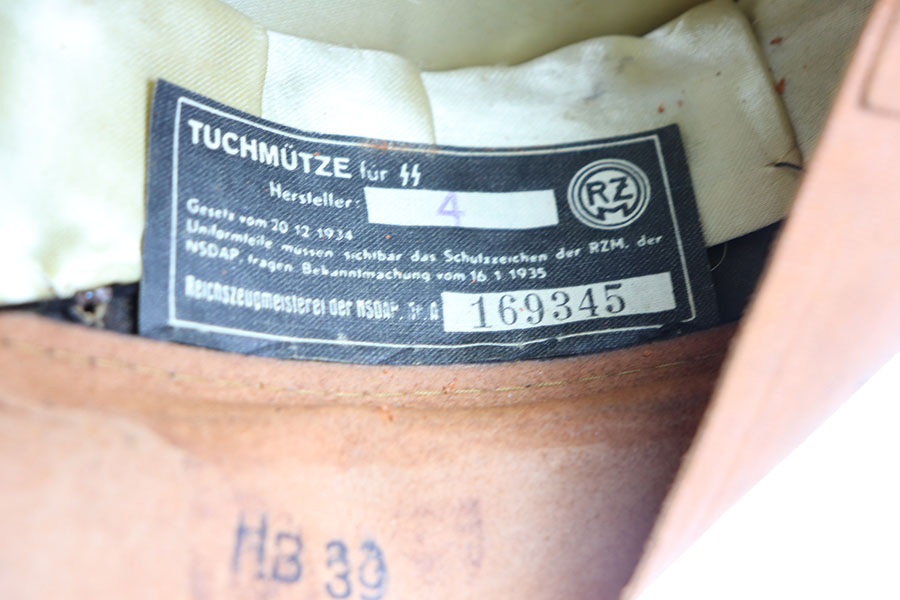 TUCHMÜTZE für ᛋᛋ
Hersteller: 4
RZM
Gesetz vom 20 12 1934
Uniformteile müssen sichtbar das Schutzzeichen der RZM. der
NSDAP. tragen. Bekanntmachung vom 16. 1 1935
Reichszeugmeisterei der NSDAP. 169345
HB 39